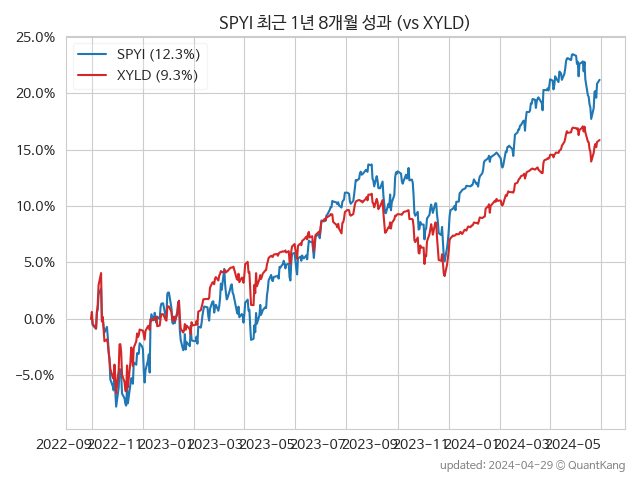 SPYI 최근 1년 8개월 성과 (vs XYLD)
25.0%
20.0%
15.0%
10.0%
5.0%
0.0%
−5.0%
SPYI (12.3%)
XYLD (9.3%)
2022-09 2022-11 2023-01 2023-03 2023-05 2023-07 2023-09 2023-11 2024-01 2024-03 2024-05
updated: 2024-04-29 © QuantKang